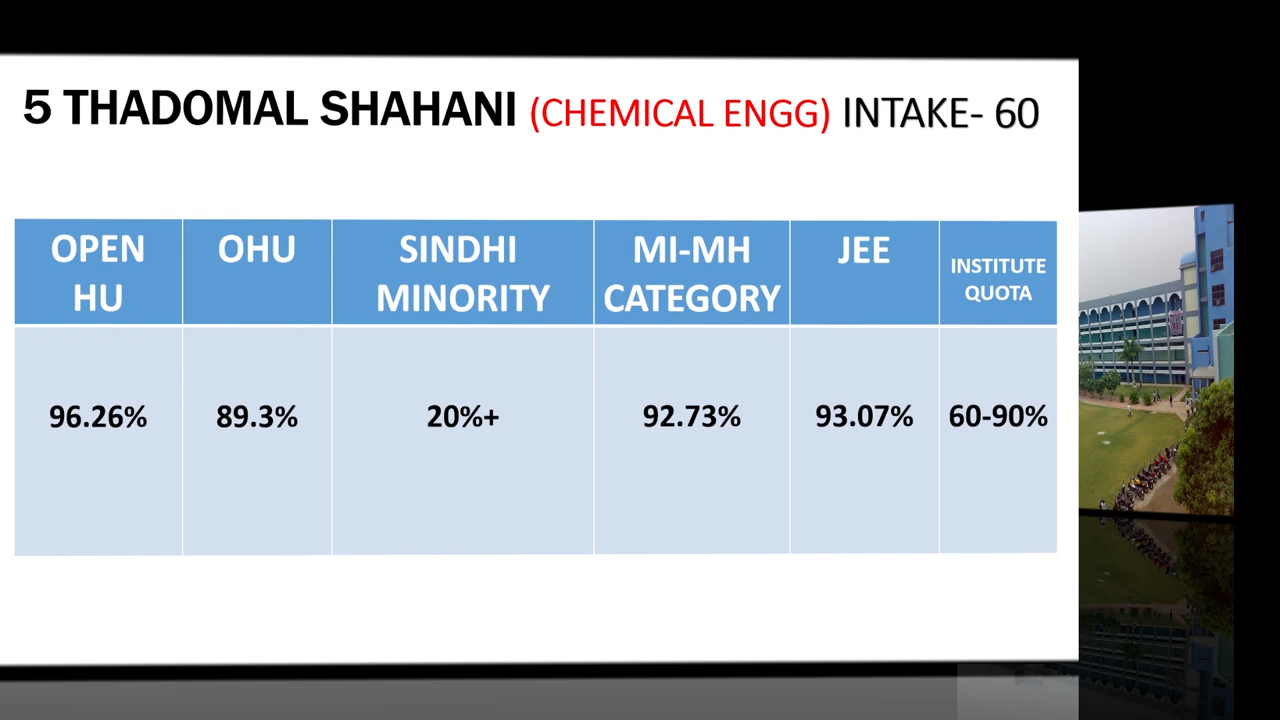 5 THADOMAL SHAHANI (CHEMICAL ENGG) INTAKE- 60
OPEN HU
OHU
SINDHI MINORITY
MI-MH CATEGORY
JEE
INSTITUTE QUOTA
96.26%
89.3%
20%+
92.73%
93.07%
60-90%